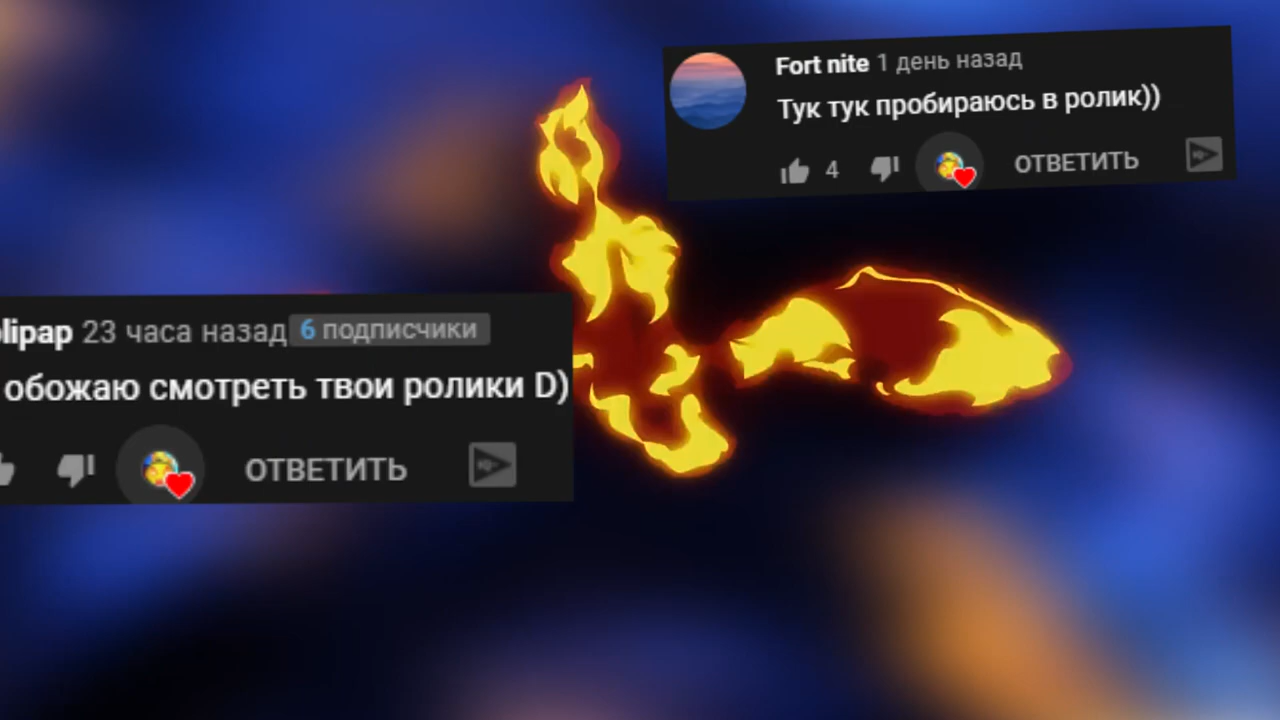 Fort nite 1 день назад
Тук тук пробираюсь в ролик))
4
ОТВЕТИТЬ
lipap 23 часа назад 6 подписчики
обожаю смотреть твои ролики D)
ОТВЕТИТЬ